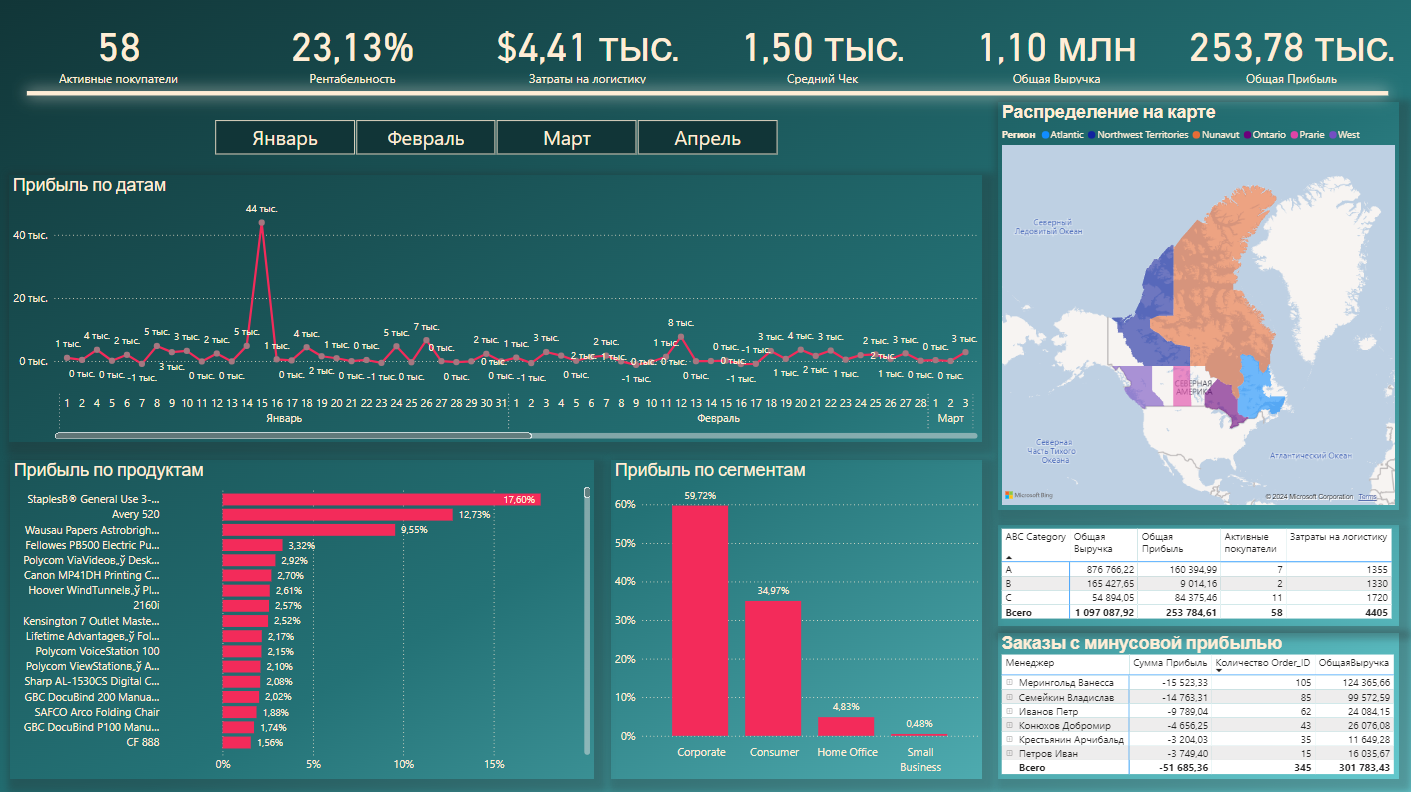 58
Активные покупатели
23,13%
Рентабельность
$4,41 тыс.
Затраты на логистику
1,50 тыс.
Средний Чек
1,10 млн
Общая Выручка
253,78 тыс.
Общая Прибыль
Январь Февраль Март Апрель
Прибыль по датам
44 тыс.
40 тыс.
20 тыс.
8 тыс.
5 тыс. 5 тыс. 5 тыс. 7 тыс.
4 тыс. 2 тыс. 3 тыс. 2 тыс. 4 тыс. 2 тыс. 3 тыс. 2 тыс. 3 тыс. 4 тыс. 3 тыс. 2 тыс. 2 тыс. 3 тыс.
1 тыс. 1 тыс. 1 тыс. 0 тыс. 0 тыс. 0 тыс. 1 тыс. 2 тыс. 1 тыс. 1 тыс. 0 тыс. -1 тыс. 0 тыс. 2 тыс. 1 тыс. 0 тыс.
0 тыс.
0 тыс. 0 тыс. -1 тыс. 3 тыс. 0 тыс. 0 тыс. 0 тыс. 2 тыс. 0 тыс. -1 тыс. 0 тыс. 0 тыс. 0 тыс. -1 тыс. 0 тыс. 0 тыс. -1 тыс. 0 тыс. -1 тыс. 1 тыс. 2 тыс. 1 тыс. 1 тыс. 0 тыс.
1 2 3 4 5 6 7 8 9 10 11 12 13 14 15 16 17 18 19 20 21 22 23 24 25 26 27 28 29 30 31 1 2 3 4 5 6 7 8 9 10 11 12 13 14 15 16 17 18 19 20 21 22 23 24 25 26 27 28 1 2 3
Январь Февраль Март
Распределение на карте
Регион Atlantic Northwest Territories Nunavut Ontario Prarie West
Северный
Ледовитый Океан
СЕВЕРНАЯ
АМЕРИКА
Северная
Часть Тихого
Океана
Атлантический Океан
Microsoft Bing
© 2024 Microsoft Corporation Terms
Прибыль по продуктам
StaplesВ® General Use 3-... 17,60%
Avery 520 12,73%
Wausau Papers Astrobrigh... 9,55%
Fellowes PB500 Electric Pu... 3,32%
Polycom ViaVideoв„ў Desk... 2,92%
Canon MP41DH Printing C... 2,70%
Hoover WindTunnelв„ў Pl... 2,61%
2160i 2,57%
Kensington 7 Outlet Maste... 2,52%
Lifetime Advantageв„ў Fol... 2,17%
Polycom VoiceStation 100 2,15%
Polycom ViewStationв„ў A... 2,10%
Sharp AL-1530CS Digital C... 2,08%
GBC DocuBind 200 Manua... 2,02%
SAFCO Arco Folding Chair 1,88%
GBC DocuBind P100 Manu... 1,74%
CF 888 1,56%
0% 5% 10% 15%
Прибыль по сегментам
59,72%
60%
50%
40%
34,97%
30%
20%
10%
4,83%
0,48%
0%
Corporate Consumer Home Office Small
Business
ABC Category Общая Общая Активные Затраты на логистику
Выручка Прибыль покупатели
A 876 766,22 160 394,99 7 1355
B 165 427,65 9 014,16 2 1330
C 54 894,05 84 375,46 11 1720
Всего 1 097 087,92 253 784,61 58 4405
Заказы с минусовой прибылью
Менеджер Сумма Прибыль Количество Order_ID ОбщаяВыручка
Мерингольд Ванесса -15 523,33 105 124 365,66
Семейкин Владислав -14 763,31 85 99 572,59
Иванов Петр -9 789,04 62 24 084,15
Конюхов Добромир -4 656,25 43 26 076,08
Крестьянин Арчибальд -3 204,03 35 11 649,28
Петров Иван -3 749,40 15 16 035,67
Всего -51 685,36 345 301 783,43